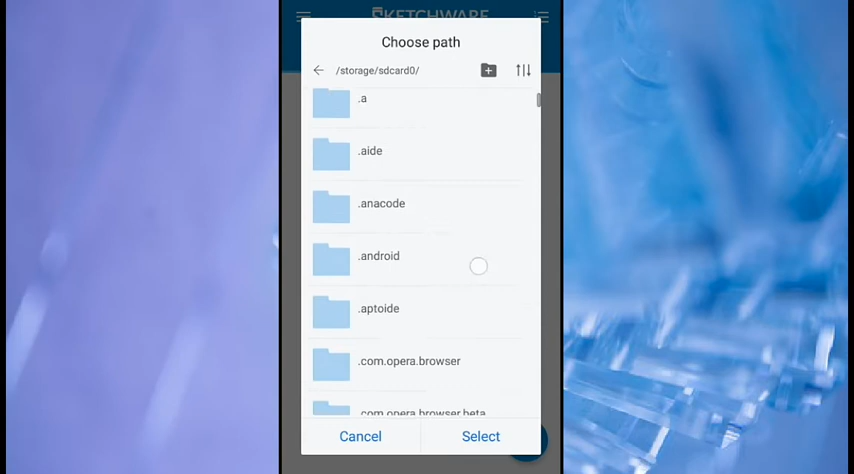 SKETCHWARE
Choose path
/storage/sdcard0/
.a
.aide
.anacode
.android
.aptoide
.com.opera.browser
.com.opera.browser.beta
Cancel
Select